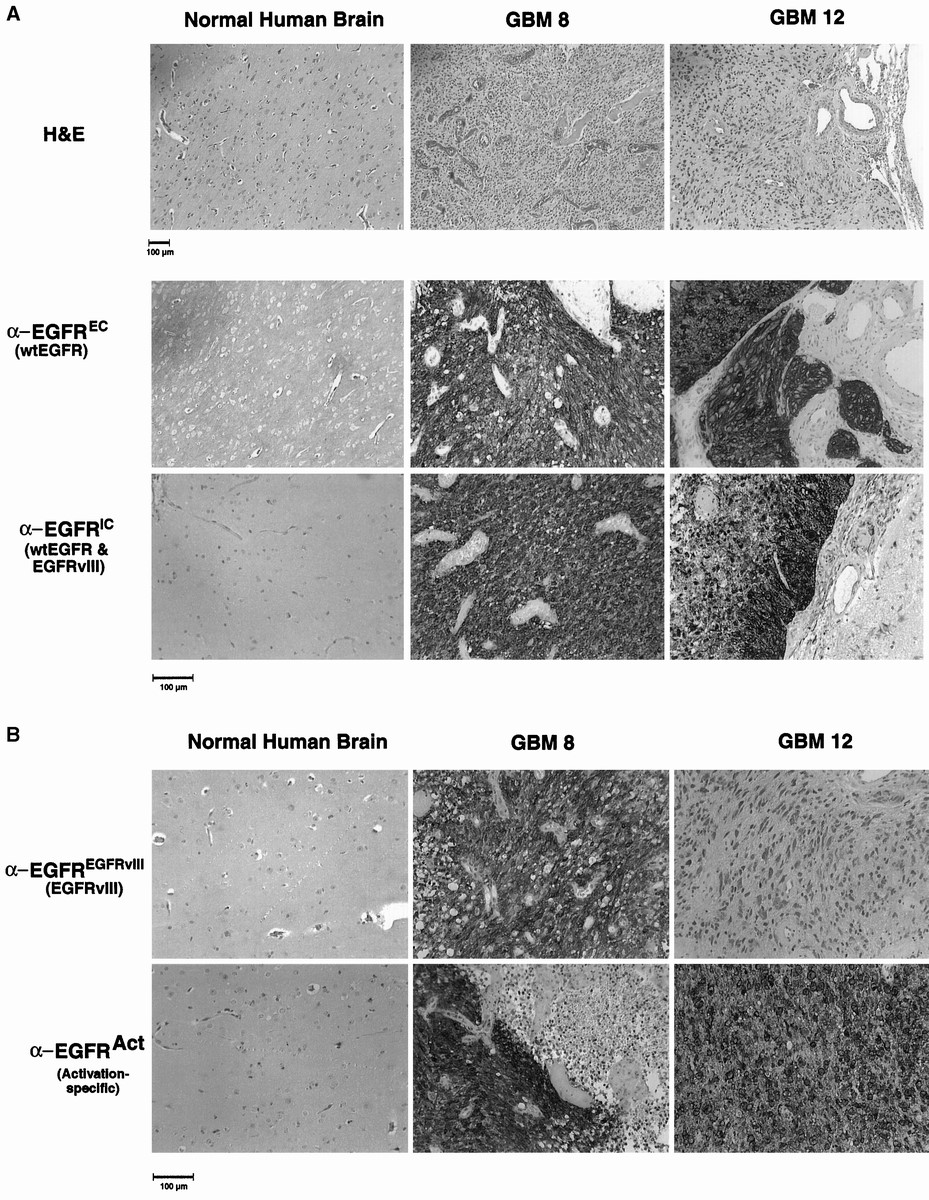 A
Normal Human Brain GBM 8 GBM 12
H&E
100 µm
α–EGFR^EC
(wtEGFR)
α–EGFR^IC
(wtEGFR &
EGFRvIII)
100 µm
B
Normal Human Brain GBM 8 GBM 12
α–EGFR^EGFRvIII
(EGFRvIII)
α–EGFR^Act
(Activation-
specific)
100 µm